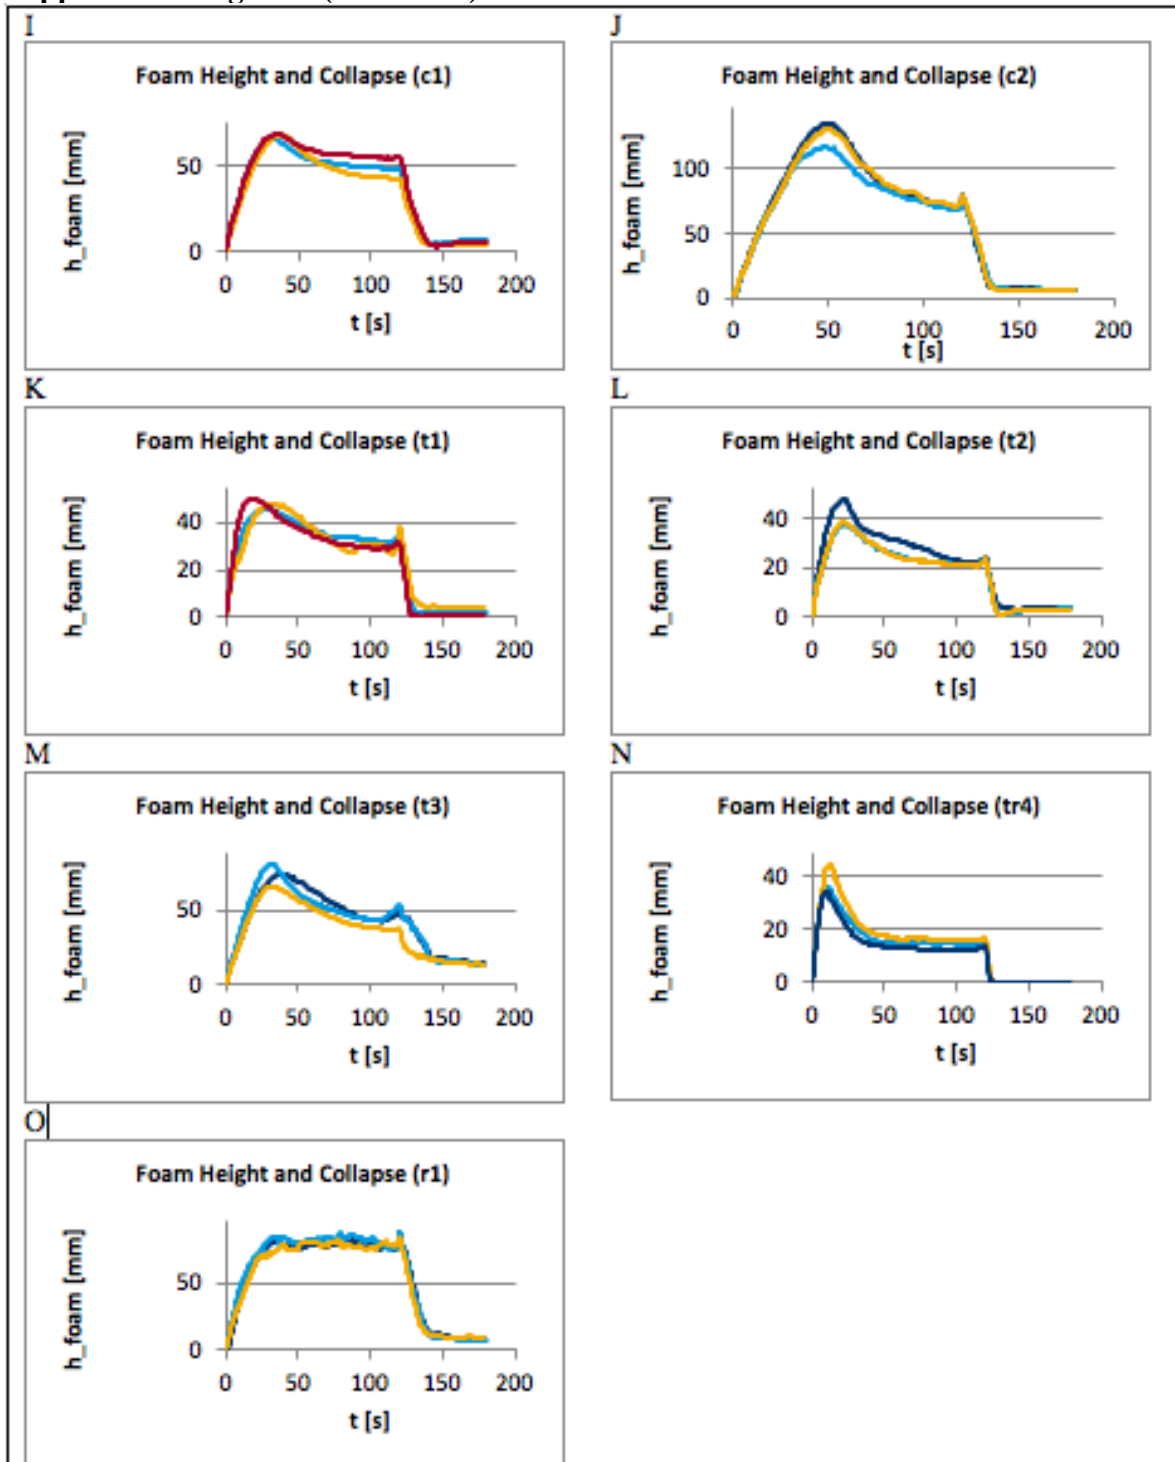 I
Foam Height and Collapse (c1)
h_foam [mm]
50
0
0 50 100 150 200
t [s]
J
Foam Height and Collapse (c2)
h_foam [mm]
100
50
0
0 50 100 150 200
t [s]
K
Foam Height and Collapse (t1)
h_foam [mm]
40
20
0
0 50 100 150 200
t [s]
L
Foam Height and Collapse (t2)
h_foam [mm]
40
20
0
0 50 100 150 200
t [s]
M
Foam Height and Collapse (t3)
h_foam [mm]
50
0
0 50 100 150 200
t [s]
N
Foam Height and Collapse (tr4)
h_foam [mm]
40
20
0
0 50 100 150 200
t [s]
O
Foam Height and Collapse (r1)
h_foam [mm]
50
0
0 50 100 150 200
t [s]